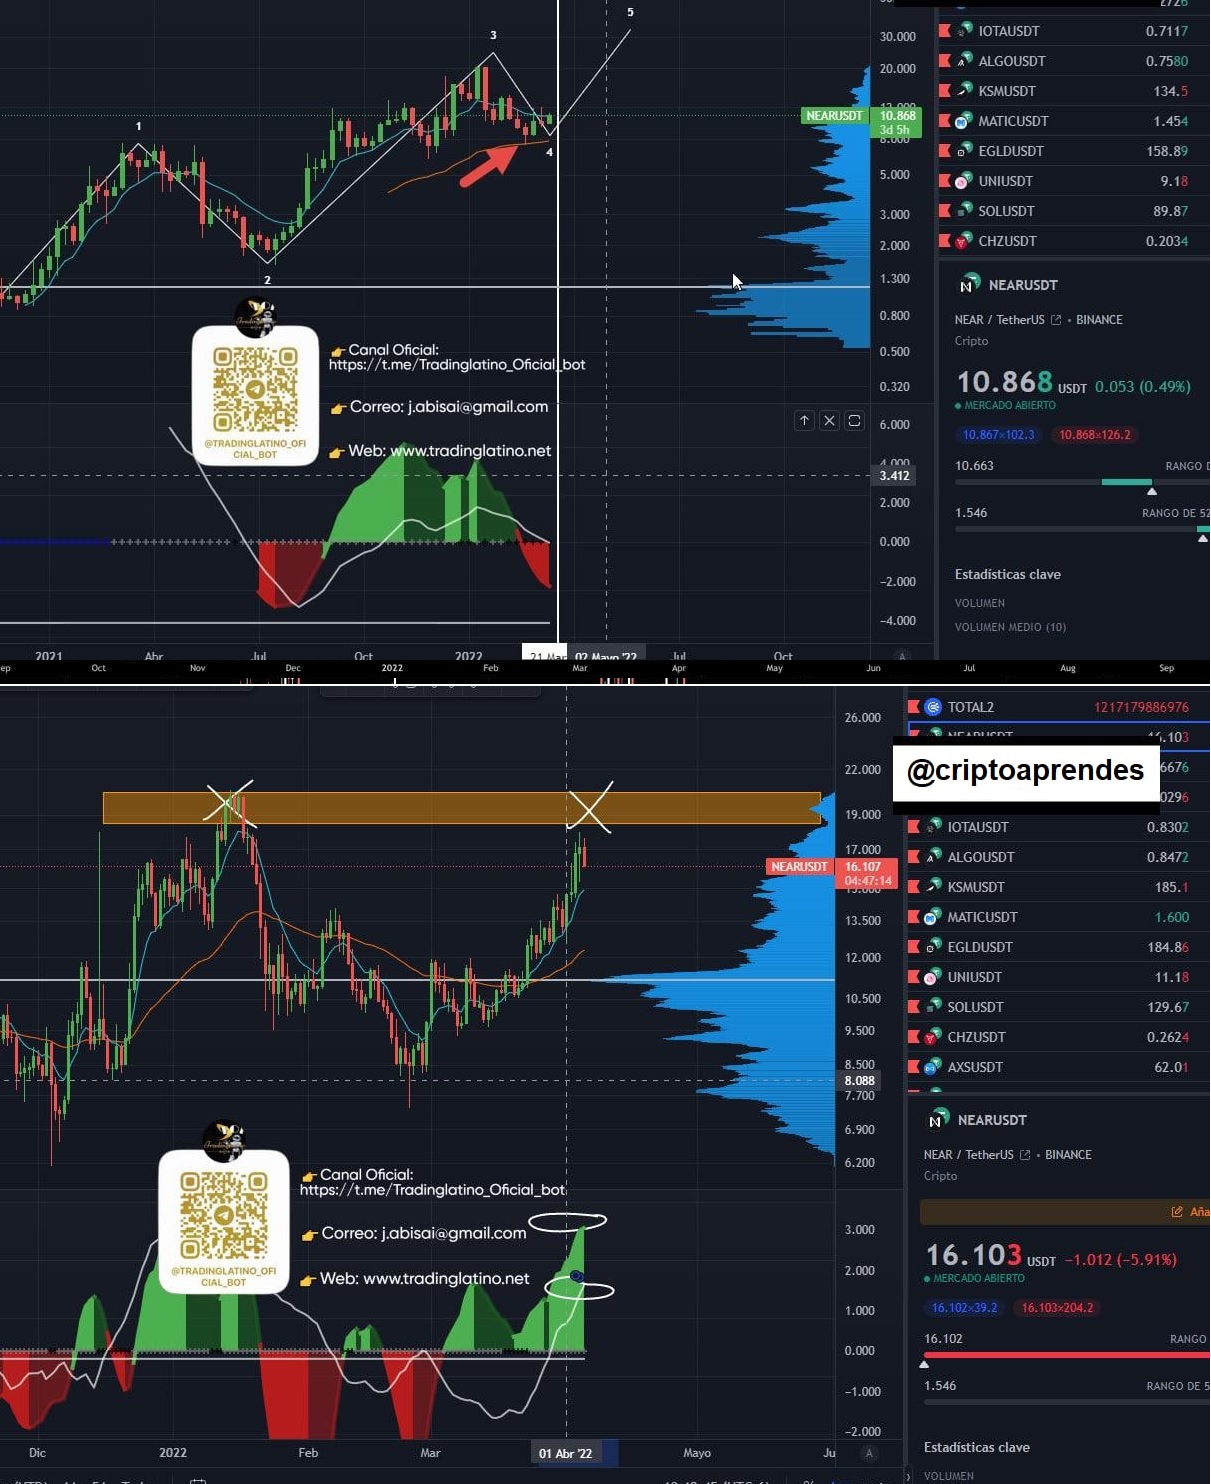 5
3
1
4
2
30.000
20.000
NEARUSDT 10.868
3d 5h
5.000
3.000
2.000
1.300
0.800
0.500
0.320
6.000
3.412
2.000
0.000
−2.000
−4.000
IOTAUSDT 0.7117
ALGOUSDT 0.7580
KSMUSDT 134.5
MATICUSDT 1.454
EGLDUSDT 158.89
UNIUSDT 9.18
SOLUSDT 89.87
CHZUSDT 0.2034
NEARUSDT
NEAR / TetherUS • BINANCE
Cripto
10.868 USDT 0.053 (0.49%)
MERCADO ABIERTO
10.867×102.3 10.868×126.2
10.663 RANGO D
1.546 RANGO DE 52
Estadísticas clave
VOLUMEN
VOLUMEN MEDIO (10)
@TRADINGLATINO_OFI
CIAL_BOT
Canal Oficial:
https://t.me/Tradinglatino_Oficial_bot
Correo: j.abisai@gmail.com
Web: www.tradinglatino.net
2021 Abr Jul Oct 2022 21 Mar 02 Mayo '22 Jul Oct A
ep Oct Nov Dec 2022 Feb Mar Apr May Jun Jul Aug Sep
26.000
22.000
19.000
17.000
NEARUSDT 16.107
04:47:14
13.500
12.000
10.500
9.500
8.500
8.088
7.700
6.900
6.200
3.000
2.000
1.000
0.000
−1.000
−2.000
TOTAL2 1217179886976
NEARUSDT 16.103
@criptoaprendes
IOTAUSDT 0.8302
ALGOUSDT 0.8472
KSMUSDT 185.1
MATICUSDT 1.600
EGLDUSDT 184.86
UNIUSDT 11.18
SOLUSDT 129.67
CHZUSDT 0.2624
AXSUSDT 62.01
NEARUSDT
NEAR / TetherUS • BINANCE
Cripto
Aña
16.103 USDT −1.012 (−5.91%)
MERCADO ABIERTO
16.102×39.2 16.103×204.2
16.102 RANGO
1.546 RANGO DE 5
Estadísticas clave
VOLUMEN
@TRADINGLATINO_OFI
CIAL_BOT
Canal Oficial:
https://t.me/Tradinglatino_Oficial_bot
Correo: j.abisai@gmail.com
Web: www.tradinglatino.net
Dic 2022 Feb Mar 01 Abr '22 Mayo Ju A